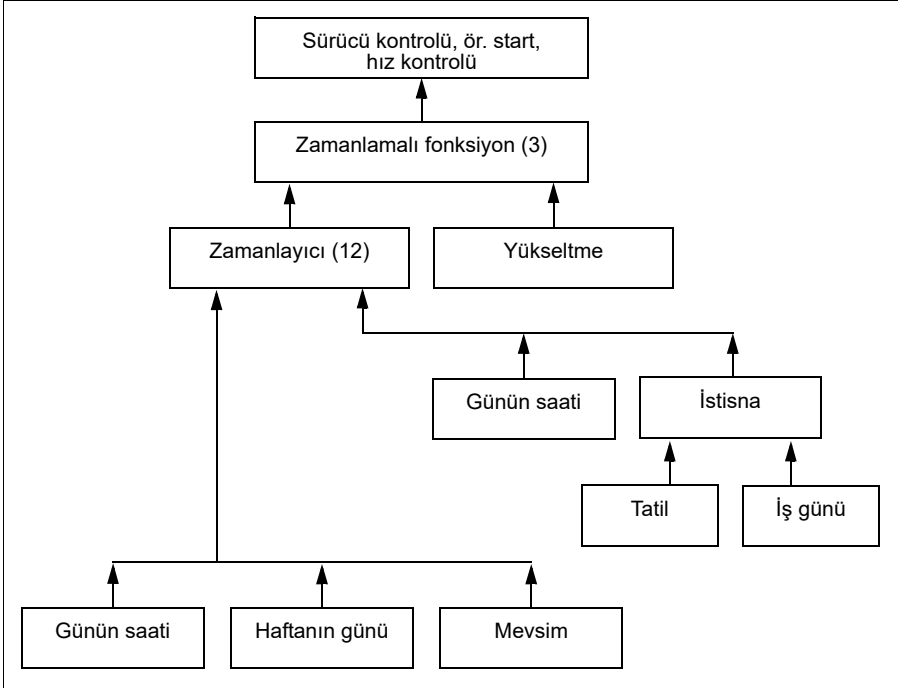 Sürücü kontrolü, ör. start,
hız kontrolü
Zamanlamalı fonksiyon (3)
Zamanlayıcı (12)
Yükseltme
Günün saati
İstisna
Tatil
İş günü
Günün saati
Haftanın günü
Mevsim